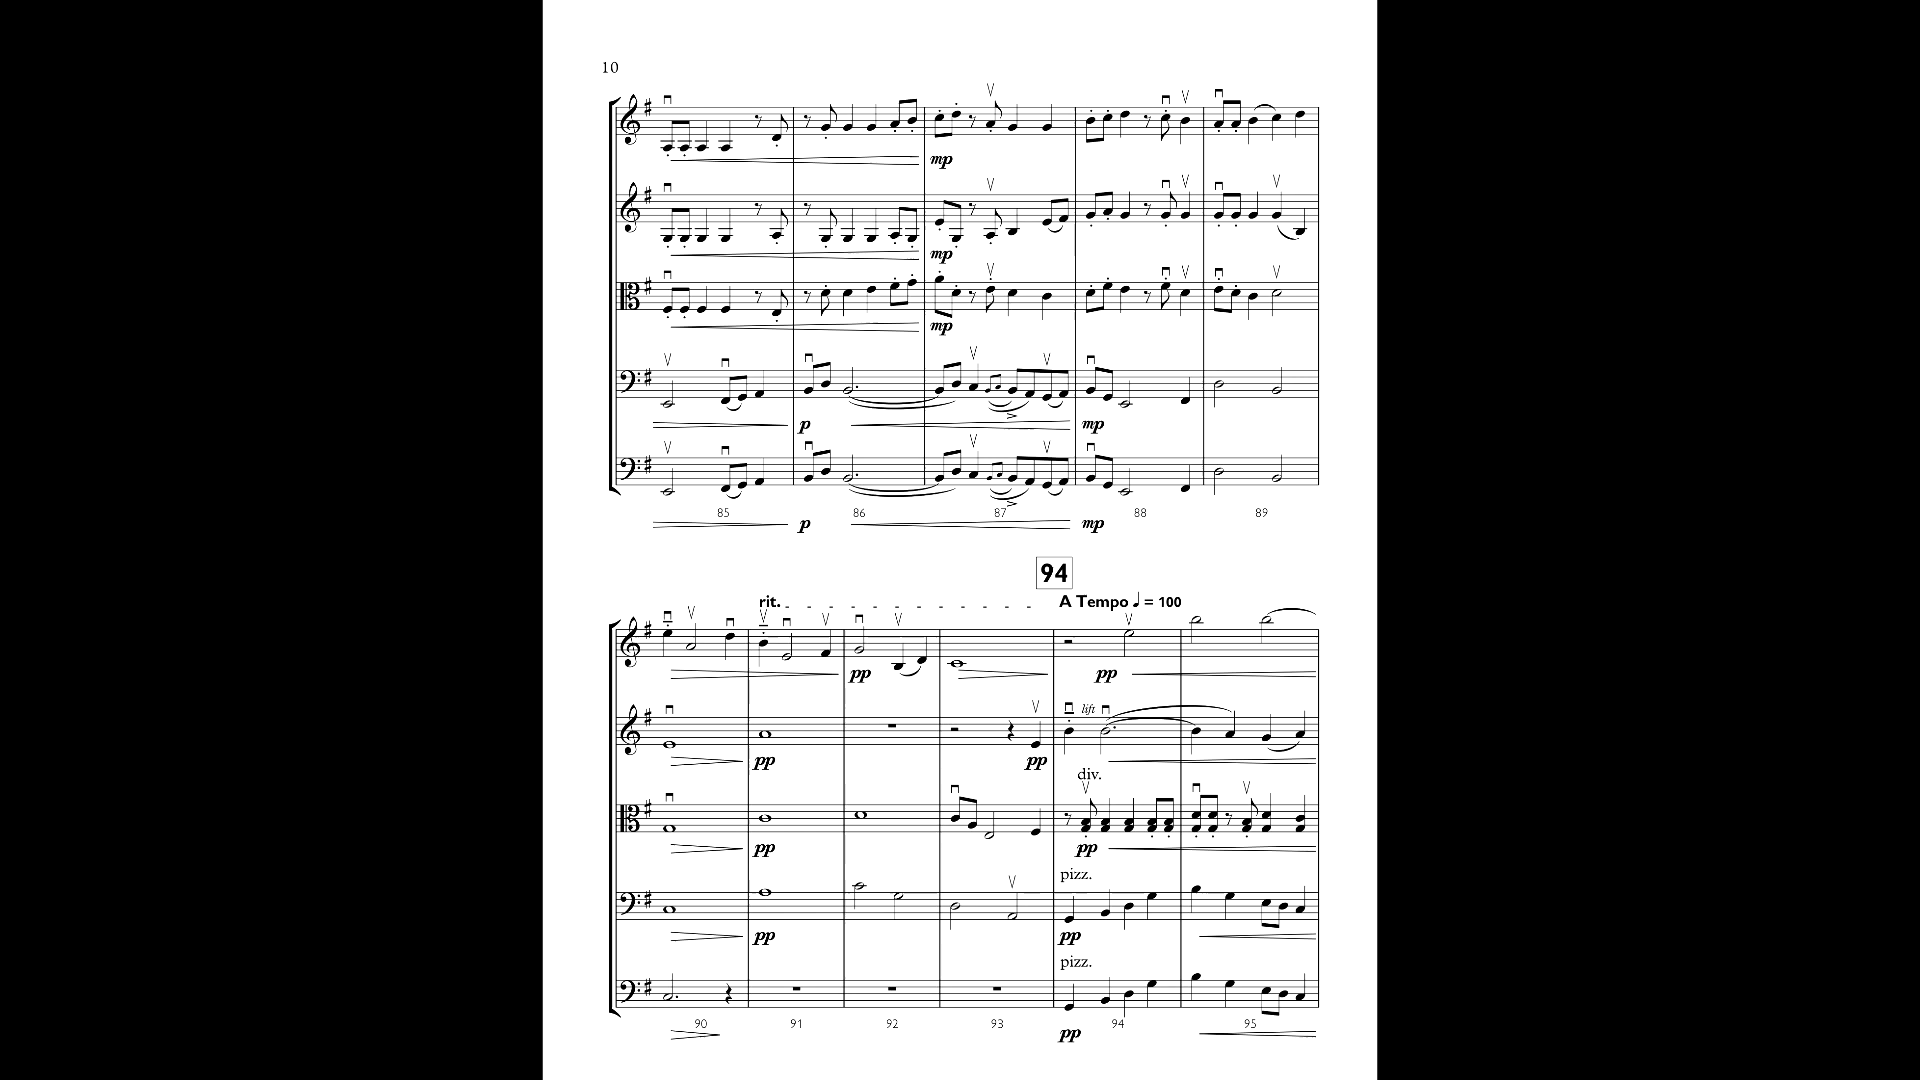 10
mp
mp
mp
p mp
85 86 87 88 89
p mp
94
rit. A Tempo ♩ = 100
pp pp
lift
pp pp
div.
pp pp
pizz.
pp pp
pizz.
90 91 92 93 94 95
pp